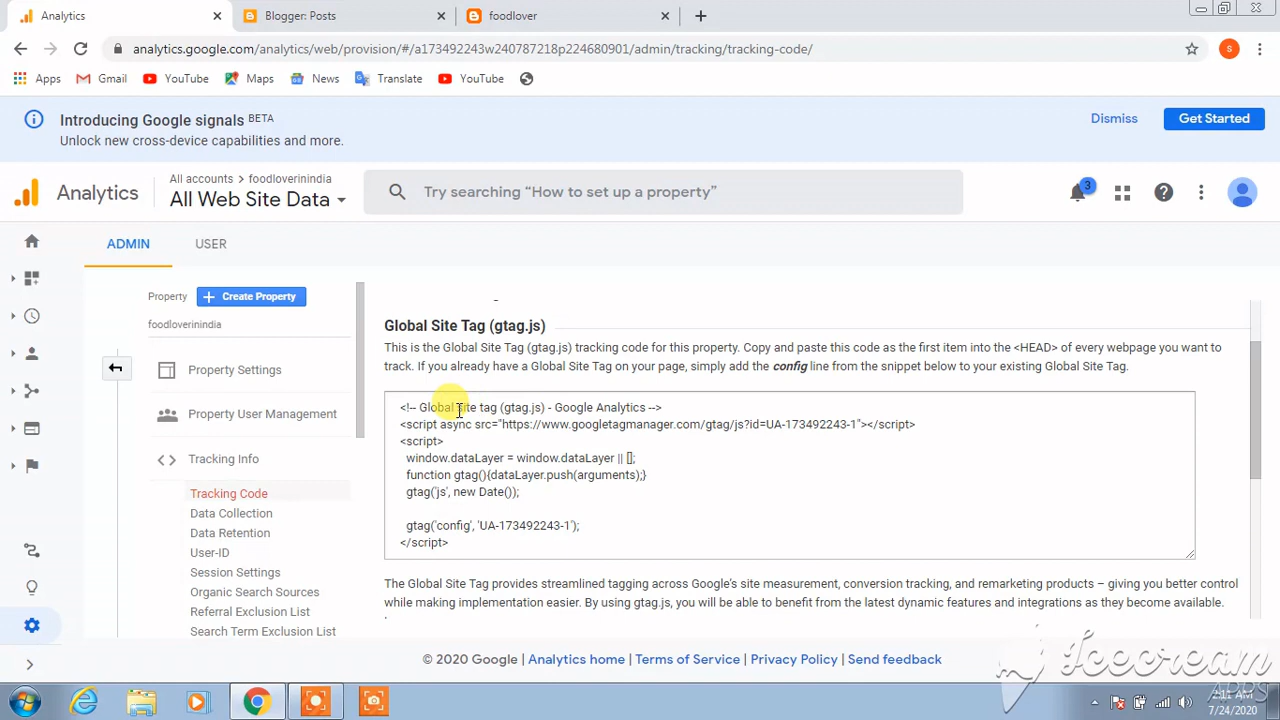 Analytics
Blogger: Posts
foodlover
analytics.google.com/analytics/web/provision/#/a173492243w240787218p224680901/admin/tracking/tracking-code/
S
Apps
Gmail
YouTube
Maps
News
Translate
YouTube
Introducing Google signals BETA
Unlock new cross-device capabilities and more.
Dismiss
Get Started
Analytics
All accounts > foodloverinindia
All Web Site Data
Try searching “How to set up a property”
3
ADMIN
USER
Property
+ Create Property
foodloverinindia
Property Settings
Property User Management
Tracking Info
Tracking Code
Data Collection
Data Retention
User-ID
Session Settings
Organic Search Sources
Referral Exclusion List
Search Term Exclusion List
Global Site Tag (gtag.js)
This is the Global Site Tag (gtag.js) tracking code for this property. Copy and paste this code as the first item into the <HEAD> of every webpage you want to
track. If you already have a Global Site Tag on your page, simply add the config line from the snippet below to your existing Global Site Tag.
<!-- Global site tag (gtag.js) - Google Analytics -->
<script async src="https://www.googletagmanager.com/gtag/js?id=UA-173492243-1"></script>
<script>
window.dataLayer = window.dataLayer || [];
function gtag(){dataLayer.push(arguments);}
gtag('js', new Date());
gtag('config', 'UA-173492243-1');
</script>
The Global Site Tag provides streamlined tagging across Google’s site measurement, conversion tracking, and remarketing products – giving you better control
while making implementation easier. By using gtag.js, you will be able to benefit from the latest dynamic features and integrations as they become available.
© 2020 Google | Analytics home | Terms of Service | Privacy Policy | Send feedback
Icecream
APPS
2:12 AM
7/24/2020